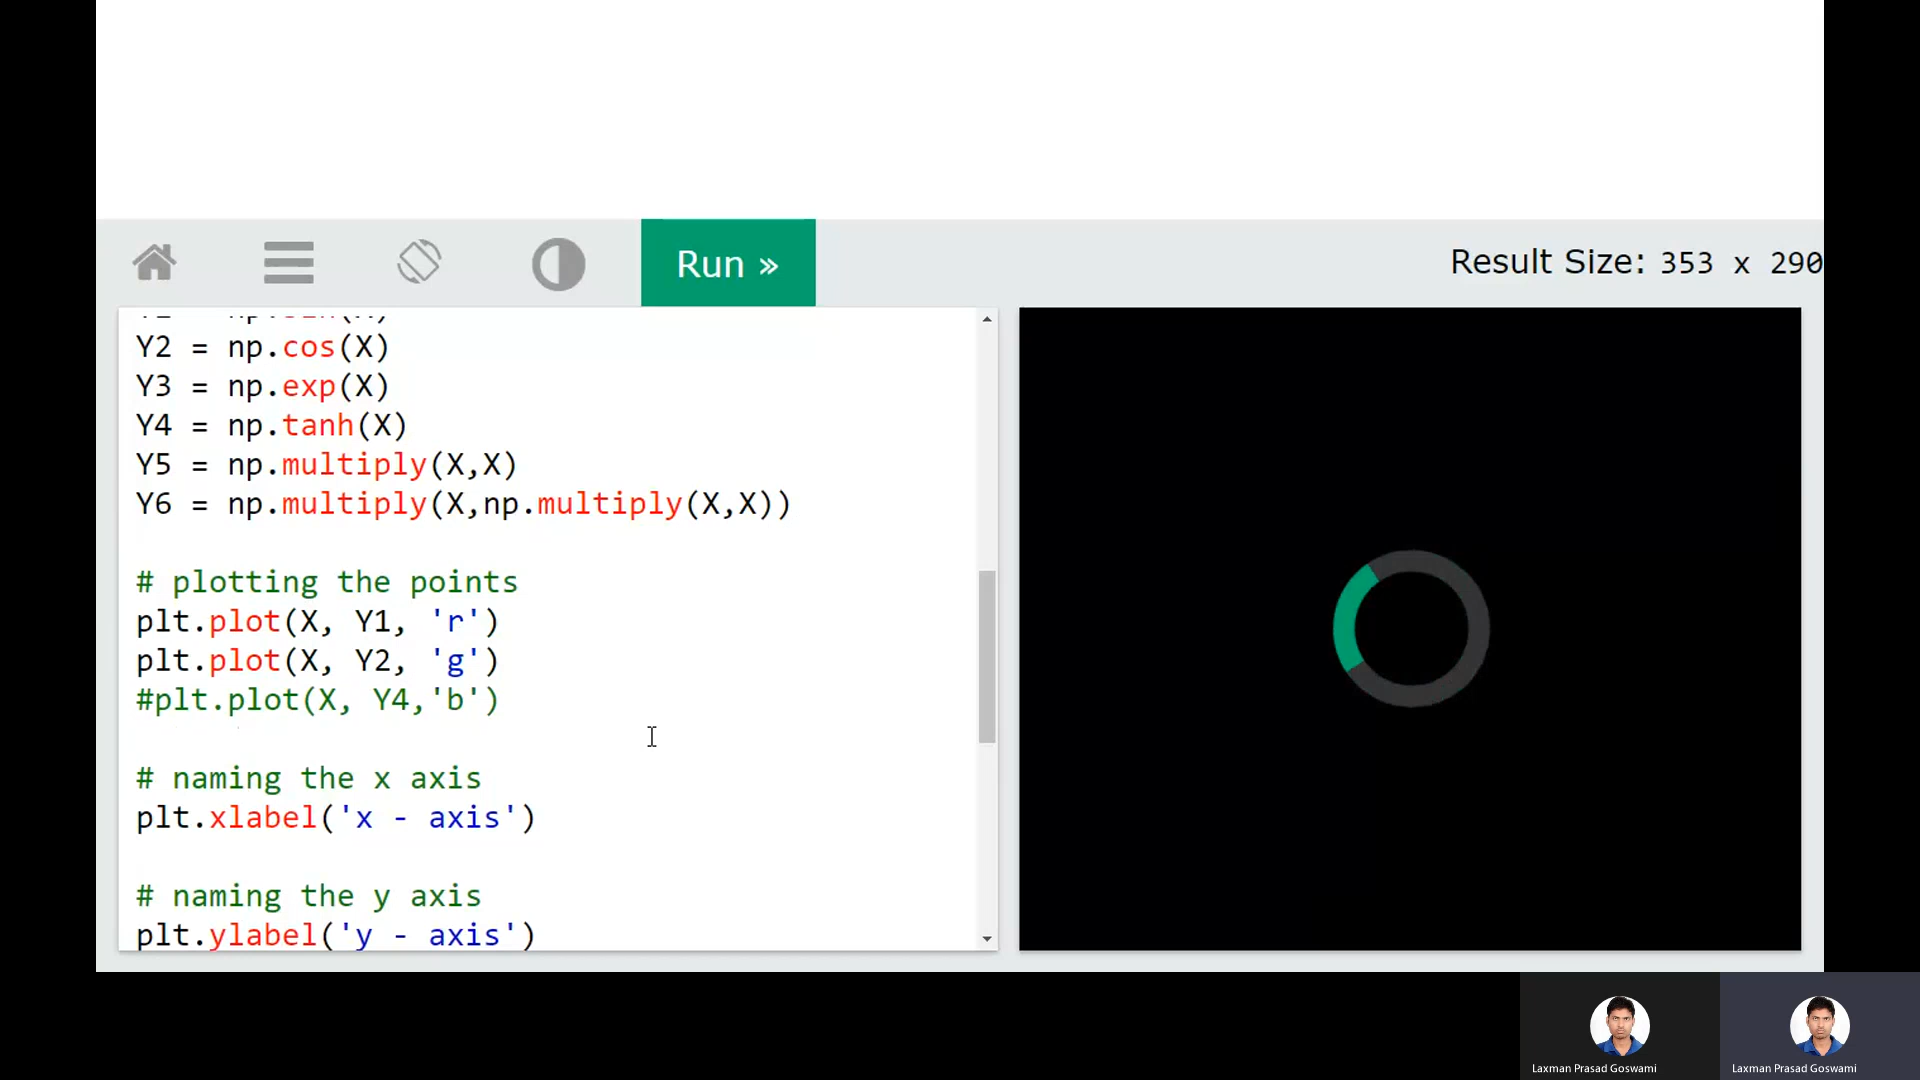 Run »
Result Size: 353 x 290
Y2 = np.cos(X)
Y3 = np.exp(X)
Y4 = np.tanh(X)
Y5 = np.multiply(X,X)
Y6 = np.multiply(X,np.multiply(X,X))
# plotting the points
plt.plot(X, Y1, 'r')
plt.plot(X, Y2, 'g')
#plt.plot(X, Y4,'b')
# naming the x axis
plt.xlabel('x - axis')
# naming the y axis
plt.ylabel('y - axis')
Laxman Prasad Goswami
Laxman Prasad Goswami